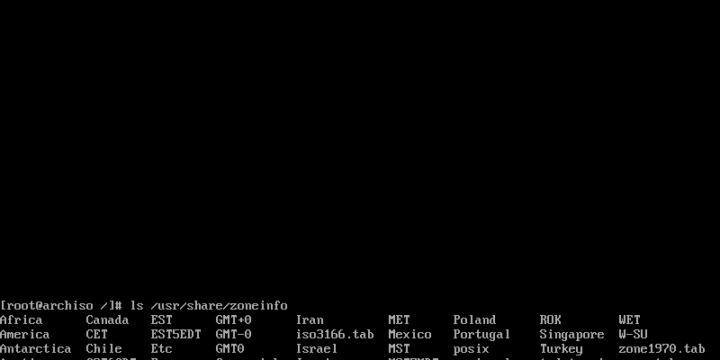 [root@archiso /]# ls /usr/share/zoneinfo
Africa Canada EST GMT+0 Iran MET Poland ROK WET
America CET EST5EDT GMT-0 iso3166.tab Mexico Portugal Singapore W-SU
Antarctica Chile Etc GMT0 Israel MST posix Turkey zone1970.tab